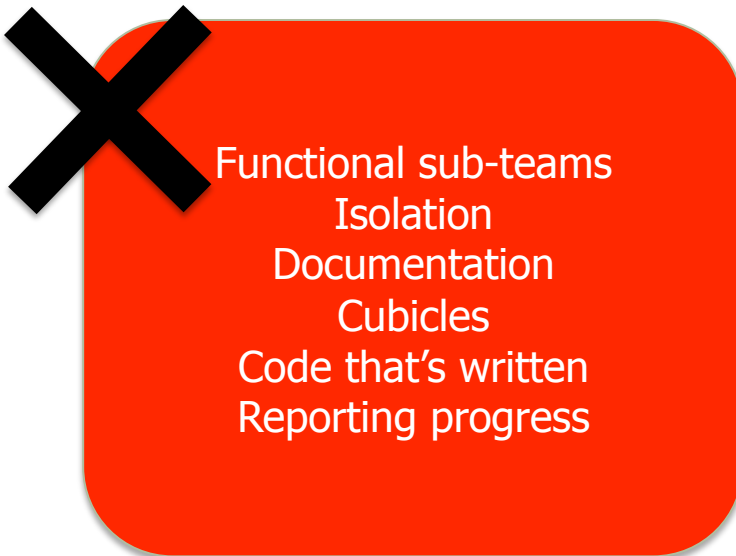 Functional sub-teams
Isolation
Documentation
Cubicles
Code that’s written
Reporting progress